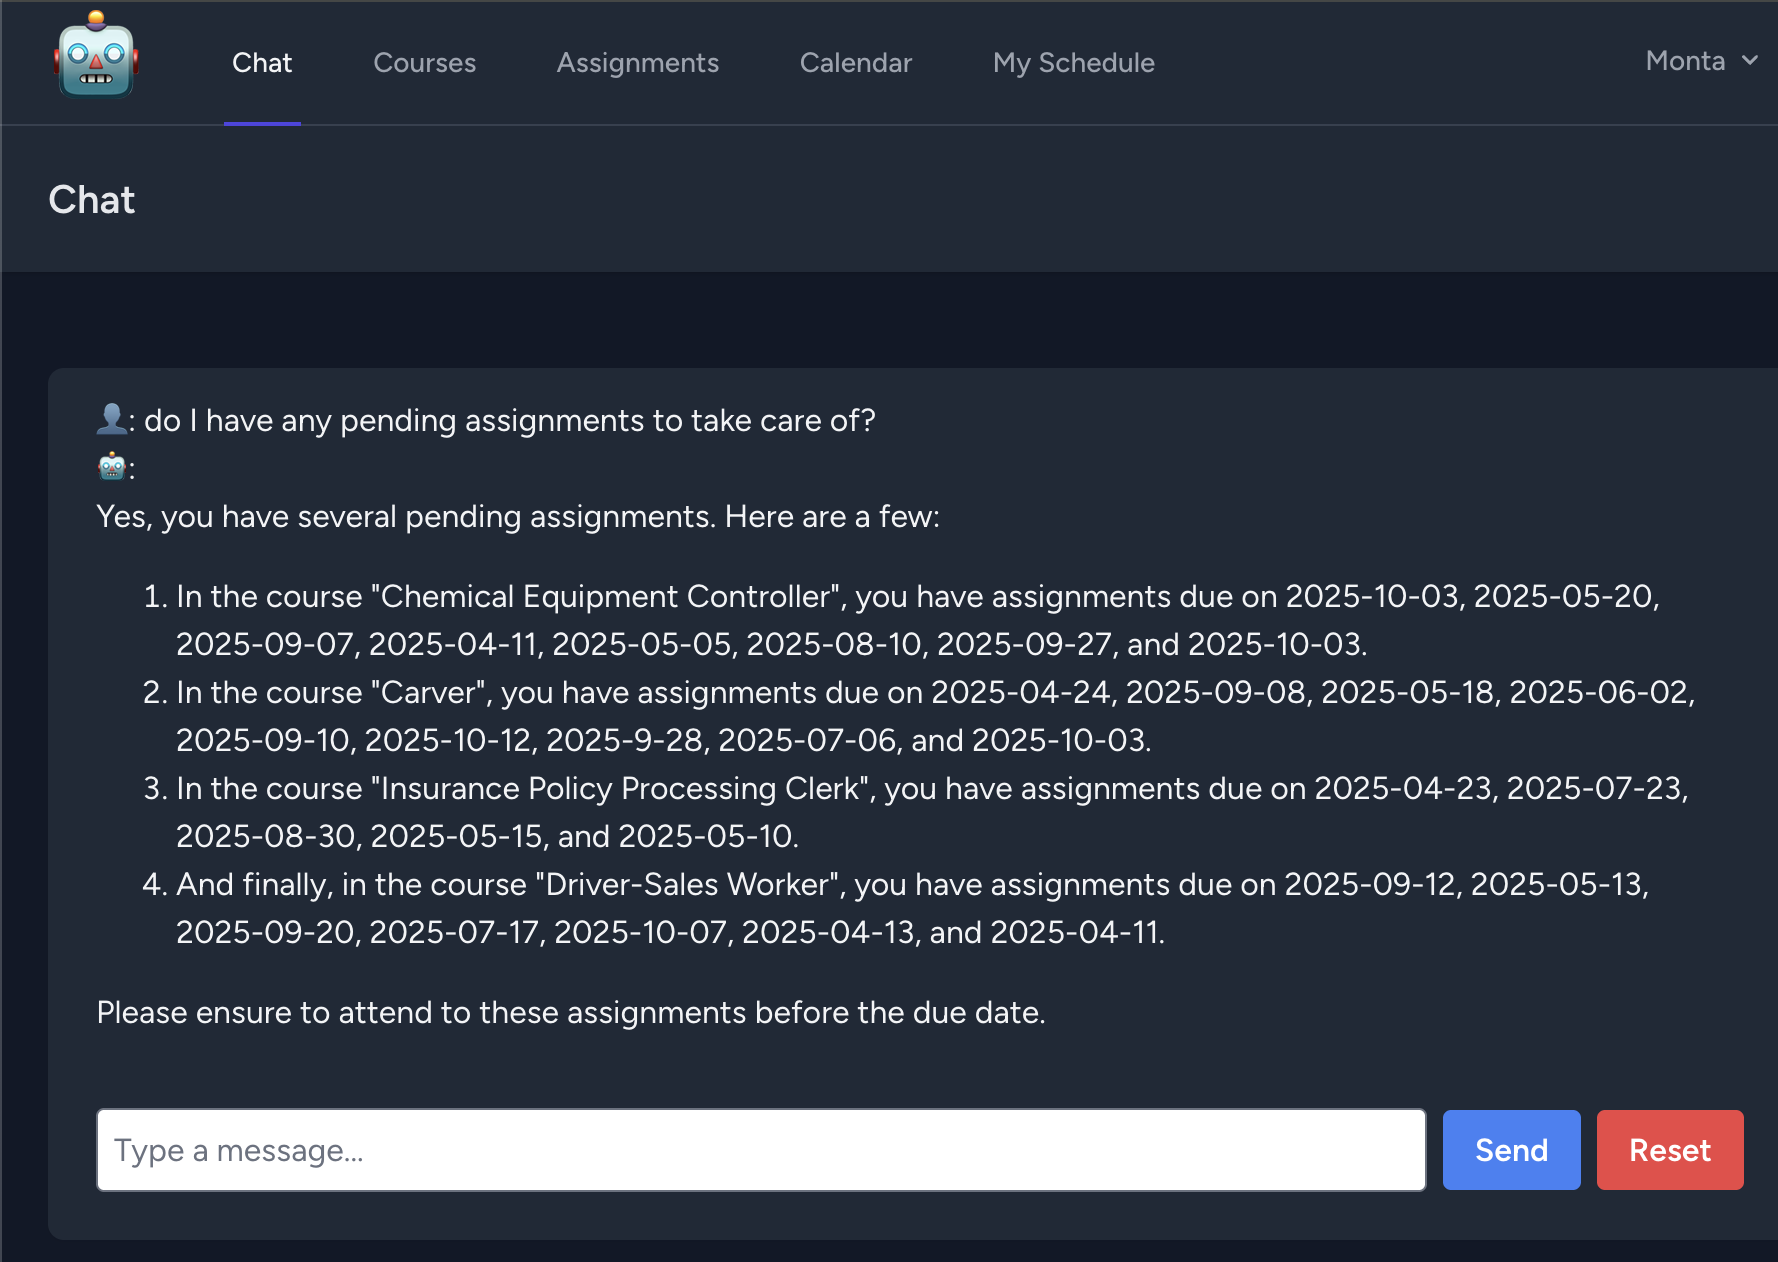 Chat Courses Assignments Calendar My Schedule Monta
Chat
: do I have any pending assignments to take care of?
:
Yes, you have several pending assignments. Here are a few:
1. In the course "Chemical Equipment Controller", you have assignments due on 2025-10-03, 2025-05-20,
2025-09-07, 2025-04-11, 2025-05-05, 2025-08-10, 2025-09-27, and 2025-10-03.
2. In the course "Carver", you have assignments due on 2025-04-24, 2025-09-08, 2025-05-18, 2025-06-02,
2025-09-10, 2025-10-12, 2025-9-28, 2025-07-06, and 2025-10-03.
3. In the course "Insurance Policy Processing Clerk", you have assignments due on 2025-04-23, 2025-07-23,
2025-08-30, 2025-05-15, and 2025-05-10.
4. And finally, in the course "Driver-Sales Worker", you have assignments due on 2025-09-12, 2025-05-13,
2025-09-20, 2025-07-17, 2025-10-07, 2025-04-13, and 2025-04-11.
Please ensure to attend to these assignments before the due date.
Type a message... Send Reset